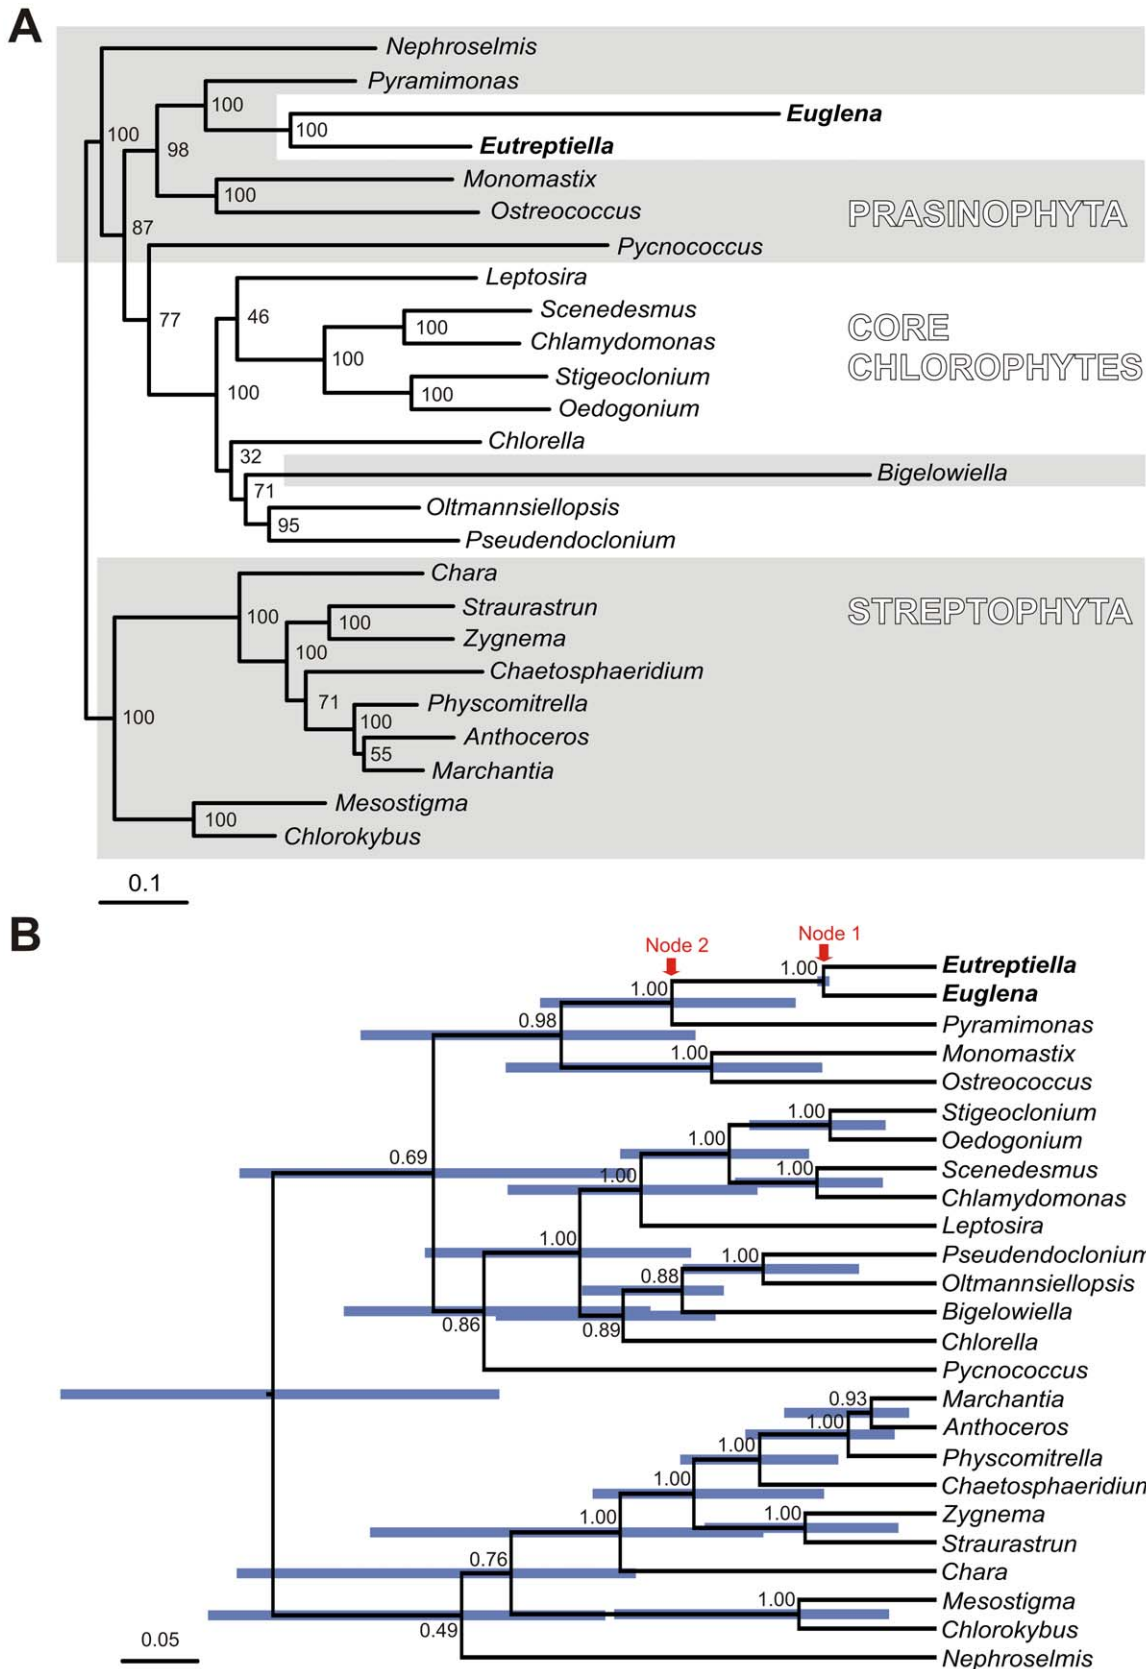 A
Nephroselmis
Pyramimonas
100
Euglena
100
100
98
Eutreptiella
Monomastix
100
Ostreococcus
PRASINOPHYTA
87
Pycnococcus
Leptosira
77
46
Scenedesmus
100
Chlamydomonas
CORE
CHLOROPHYTES
100
Stigeoclonium
100
100
Oedogonium
Chlorella
32
Bigelowiella
71
Oltmannsiellopsis
95
Pseudendoclonium
Chara
100
Straurastrun
STREPTOPHYTA
100
Zygnema
100
Chaetosphaeridium
71
Physcomitrella
100
100
Anthoceros
55
Marchantia
Mesostigma
100
Chlorokybus
0.1
B
Node 1
Node 2
1.00
Eutreptiella
1.00
Euglena
0.98
Pyramimonas
1.00
Monomastix
Ostreococcus
1.00
Stigeoclonium
1.00
Oedogonium
0.69
1.00
1.00
Scenedesmus
Chlamydomonas
Leptosira
1.00
1.00
Pseudendoclonium
0.88
Oltmannsiellopsis
0.86
0.89
Bigelowiella
Chlorella
Pycnococcus
0.93
Marchantia
1.00
Anthoceros
1.00
Physcomitrella
1.00
Chaetosphaeridium
1.00
1.00
Zygnema
Straurastrun
0.76
Chara
1.00
Mesostigma
0.49
Chlorokybus
0.05
Nephroselmis